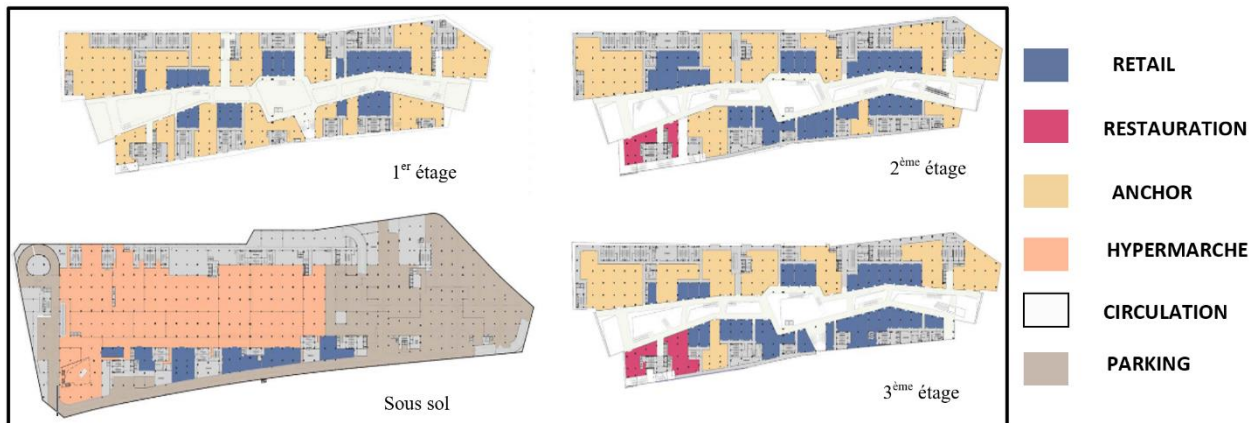 1er étage
2ème étage
Sous sol
3ème étage
RETAIL
RESTAURATION
ANCHOR
HYPERMARCHE
CIRCULATION
PARKING